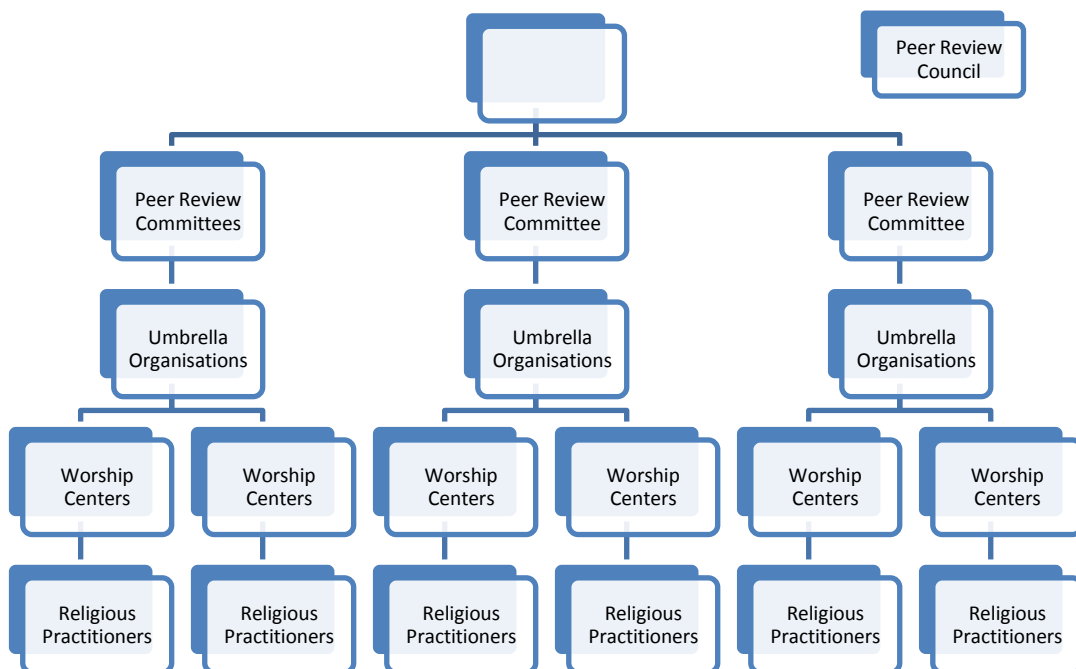 Peer Review
Council
Peer Review
Committees
Peer Review
Committee
Peer Review
Committee
Umbrella
Organisations
Umbrella
Organisations
Umbrella
Organisations
Worship
Centers
Worship
Centers
Worship
Centers
Worship
Centers
Worship
Centers
Worship
Centers
Religious
Practitioners
Religious
Practitioners
Religious
Practitioners
Religious
Practitioners
Religious
Practitioners
Religious
Practitioners